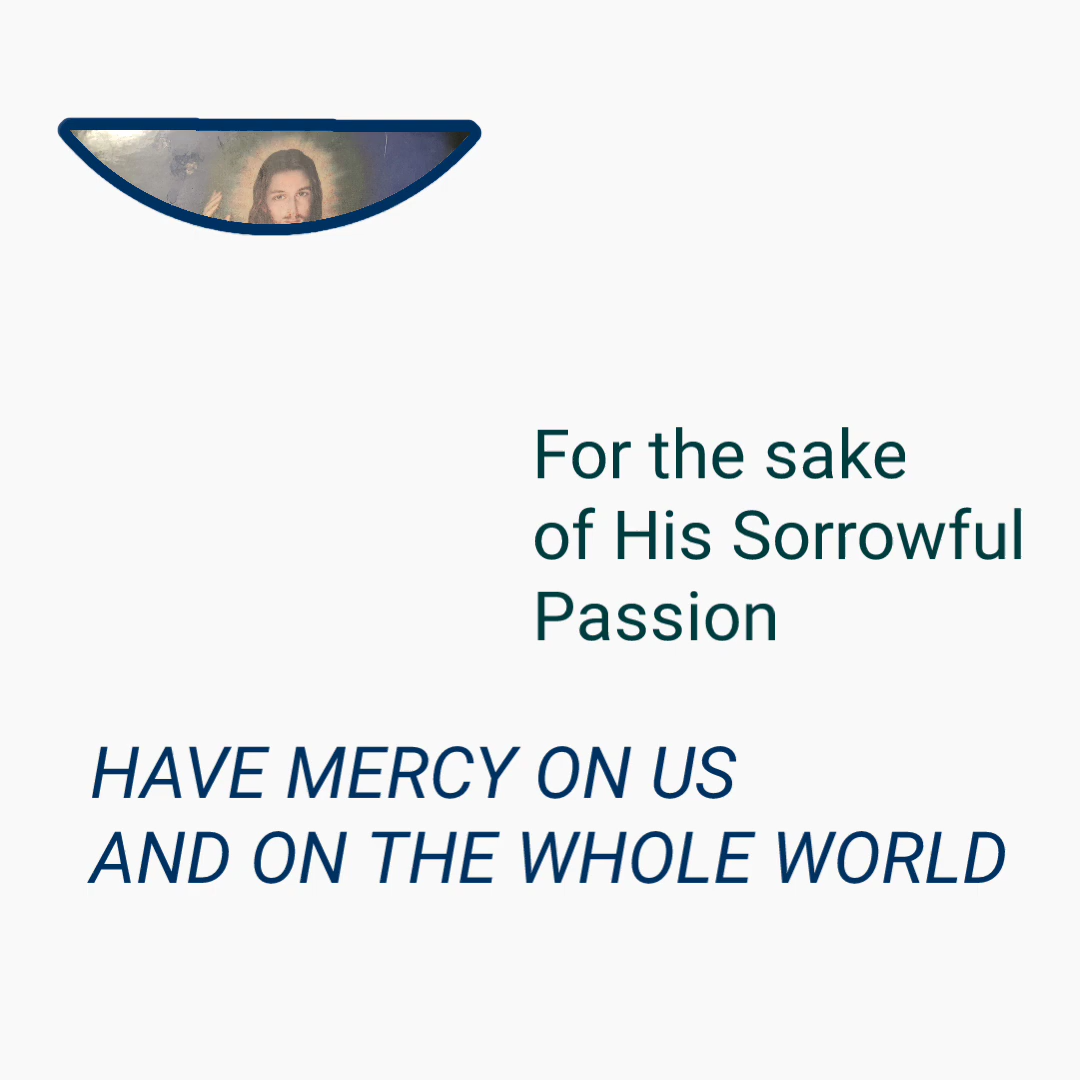 For the sake
of His Sorrowful
Passion
HAVE MERCY ON US
AND ON THE WHOLE WORLD